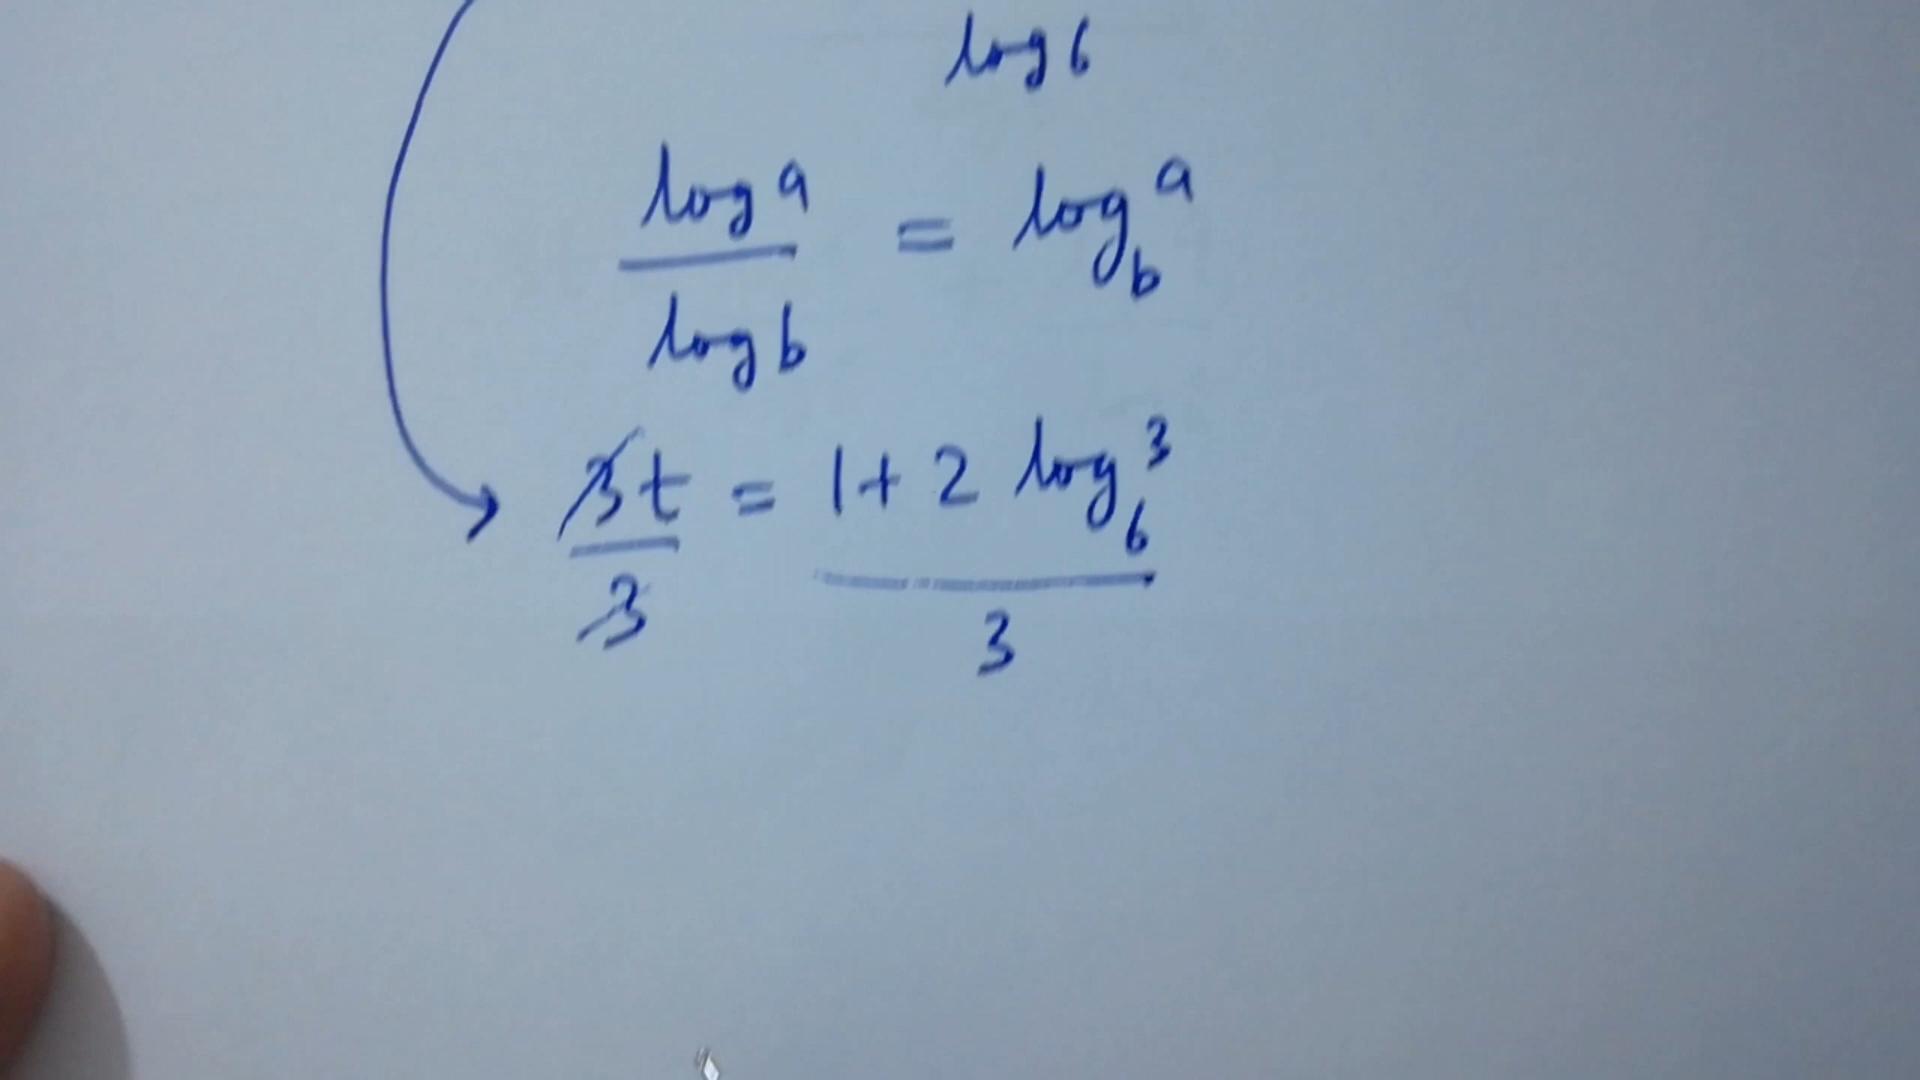 log 6
log a
= log_b^a
log b
3t = 1 + 2 log_6^3
3
3